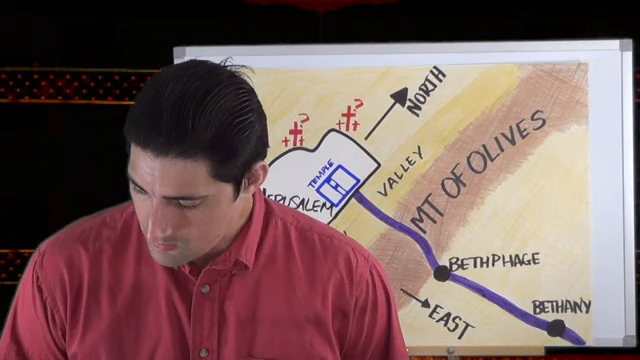 NORTH
?
?
VALLEY
MT OF OLIVES
TEMPLE
JERUSALEM
BETHPHAGE
EAST
BETHANY